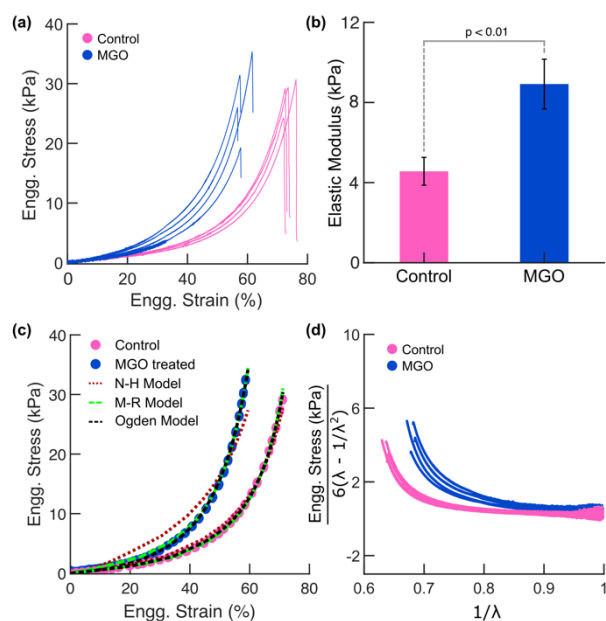 (a)
Control
MGO
Engg. Stress (kPa)
40
30
20
10
0
0 20 40 60 80
Engg. Strain (%)
(b)
p < 0.01
Elastic Modulus (kPa)
12
8
4
0
Control MGO
(c)
Control
MGO treated
N-H Model
M-R Model
Ogden Model
Engg. Stress (kPa)
40
30
20
10
0
0 20 40 60 80
Engg. Strain (%)
(d)
Control
MGO
Engg. Stress
6(λ - 1/λ²)
10
6
2
-2
0.6 0.7 0.8 0.9 1
1/λ